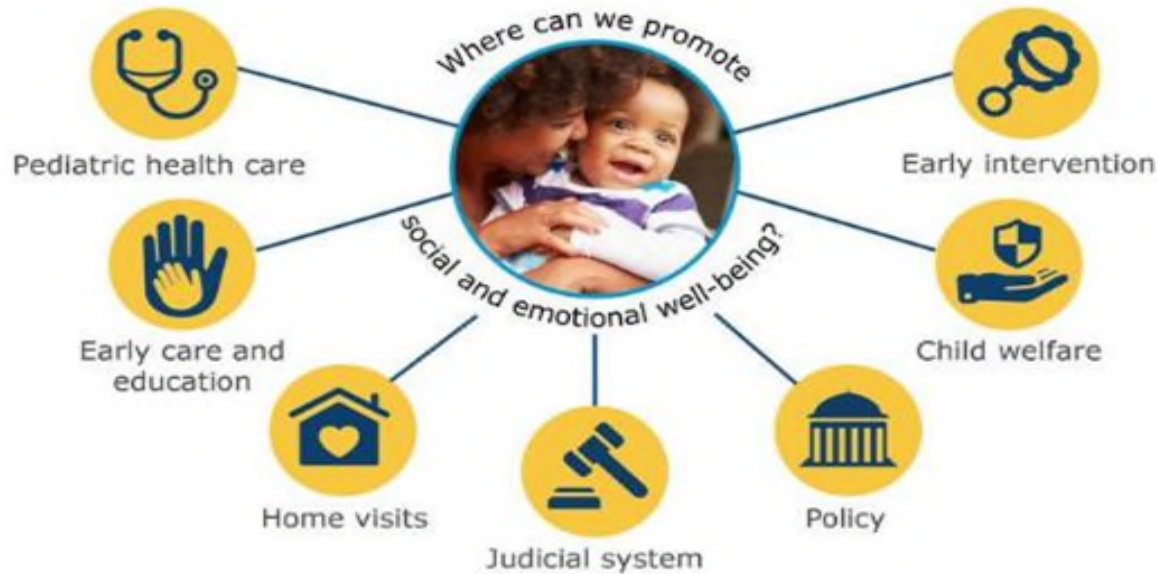 Where can we promote
social and emotional well-being?
Pediatric health care
Early care and
education
Home visits
Judicial system
Policy
Child welfare
Early intervention